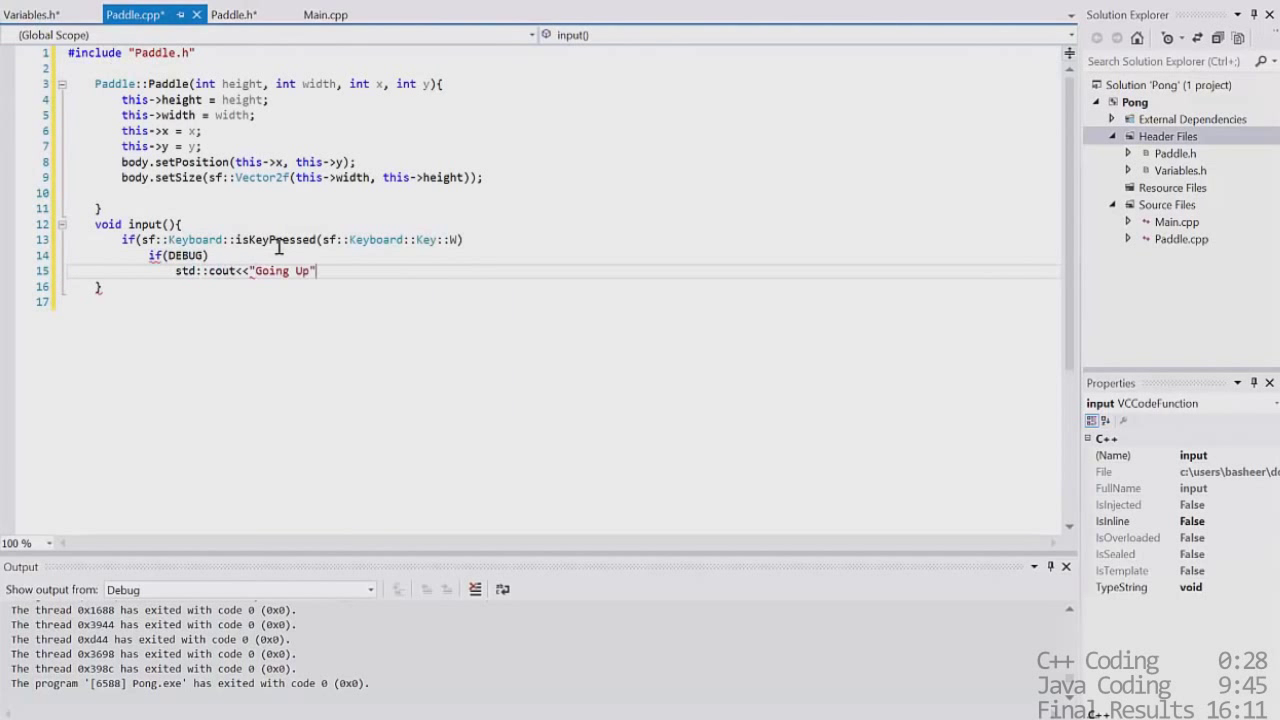 Variables.h*
Paddle.cpp*
Paddle.h*
Main.cpp
(Global Scope)
input()
1 #include "Paddle.h"
2
3 Paddle::Paddle(int height, int width, int x, int y){
4 this->height = height;
5 this->width = width;
6 this->x = x;
7 this->y = y;
8 body.setPosition(this->x, this->y);
9 body.setSize(sf::Vector2f(this->width, this->height));
10
11 }
12 void input(){
13 if(sf::Keyboard::isKeyPressed(sf::Keyboard::Key::W)
14 if(DEBUG)
15 std::cout<<"Going Up"
16 }
17
100 %
Output
Show output from: Debug
The thread 0x1688 has exited with code 0 (0x0).
The thread 0x3944 has exited with code 0 (0x0).
The thread 0xd44 has exited with code 0 (0x0).
The thread 0x3698 has exited with code 0 (0x0).
The thread 0x398c has exited with code 0 (0x0).
The program '[6588] Pong.exe' has exited with code 0 (0x0).
Solution Explorer
Search Solution Explorer (Ctrl+;)
Solution 'Pong' (1 project)
Pong
External Dependencies
Header Files
Paddle.h
Variables.h
Resource Files
Source Files
Main.cpp
Paddle.cpp
Properties
input VCCodeFunction
C++
(Name) input
File c:\users\basheer\do
FullName input
IsInjected False
IsInline False
IsOverloaded False
IsSealed False
IsTemplate False
TypeString void
C++
C++ Coding 0:28
Java Coding 9:45
Final Results 16:11